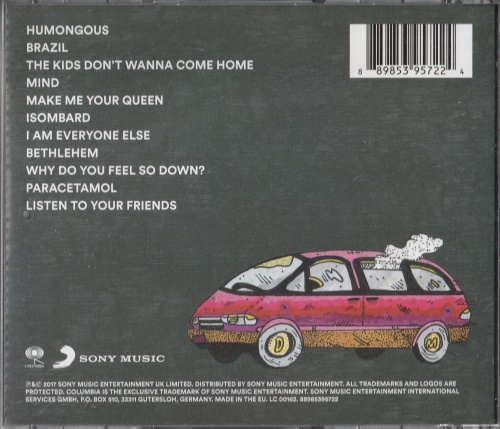 HUMONGOUS
BRAZIL
THE KIDS DON'T WANNA COME HOME
MIND
MAKE ME YOUR QUEEN
ISOMBARD
I AM EVERYONE ELSE
BETHLEHEM
WHY DO YOU FEEL SO DOWN?
PARACETAMOL
LISTEN TO YOUR FRIENDS
8 89853 95722 4
D M
COLUMBIA
SONY MUSIC
℗&© 2017 SONY MUSIC ENTERTAINMENT UK LIMITED. DISTRIBUTED BY SONY MUSIC ENTERTAINMENT. ALL TRADEMARKS AND LOGOS ARE
PROTECTED. COLUMBIA IS THE EXCLUSIVE TRADEMARK OF SONY MUSIC ENTERTAINMENT. SONY MUSIC ENTERTAINMENT INTERNATIONAL
SERVICES GMBH, P.O. BOX 510, 33311 GUTERSLOH, GERMANY. MADE IN THE EU. LC 00162. 88985395722